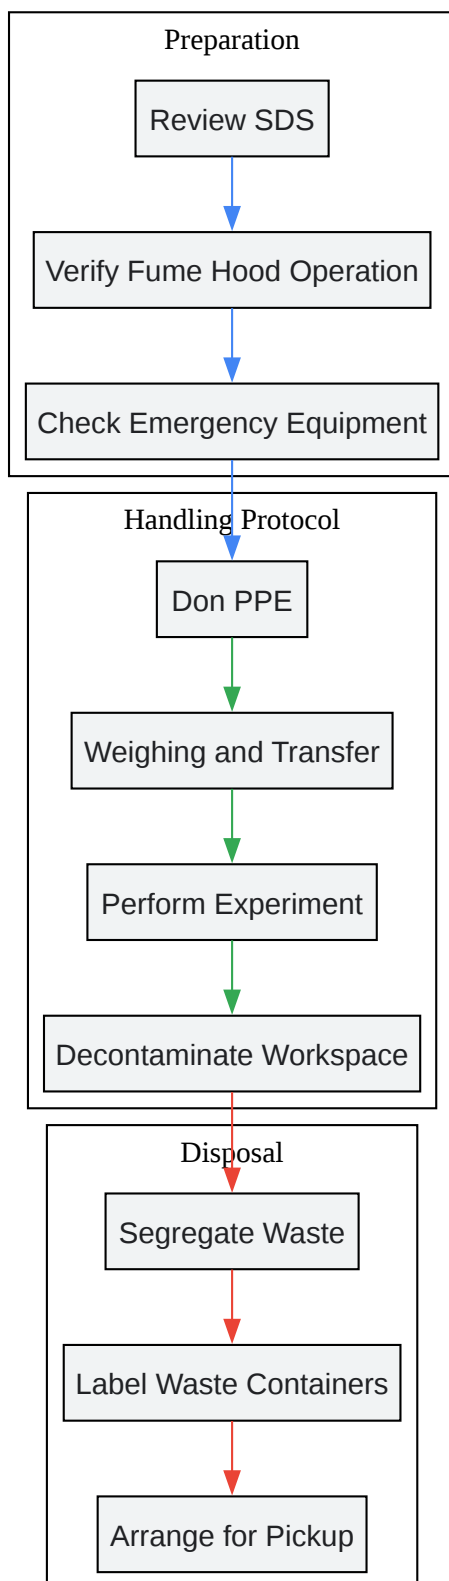 Preparation
Review SDS
Verify Fume Hood Operation
Check Emergency Equipment
Handling Protocol
Don PPE
Weighing and Transfer
Perform Experiment
Decontaminate Workspace
Disposal
Segregate Waste
Label Waste Containers
Arrange for Pickup